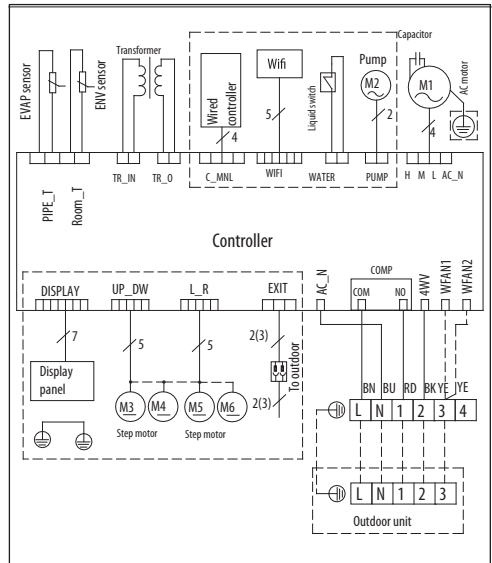 EVAP sensor
ENV sensor
Transformer
Wired
controller
4
Wifi
5
Liquid switch
Pump
M2
2
Capacitor
M1
AC motor
4
PIPE_T
Room_T
TR_IN
TR_O
C_MNL
WIFI
WATER
PUMP
H M L AC_N
Controller
DISPLAY
UP_DW
L_R
EXIT
AC_N
COMP
COM
NO
4WV
WFAN1
WFAN2
7
5
5
2(3)
To outdoor
2(3)
Display
panel
M3
M4
M5
M6
Step motor
Step motor
BN
BU
RD
BK
YE
YE
L N 1 2 3 4
L N 1 2 3
Outdoor unit